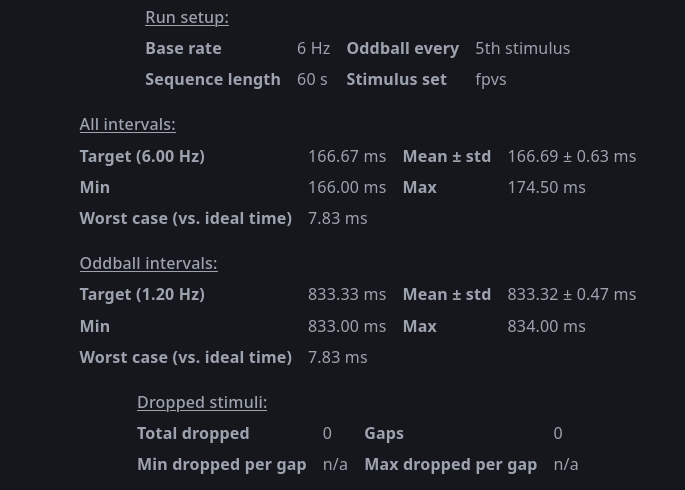 Run setup:
Base rate 6 Hz Oddball every 5th stimulus
Sequence length 60 s Stimulus set fpvs
All intervals:
Target (6.00 Hz) 166.67 ms Mean ± std 166.69 ± 0.63 ms
Min 166.00 ms Max 174.50 ms
Worst case (vs. ideal time) 7.83 ms
Oddball intervals:
Target (1.20 Hz) 833.33 ms Mean ± std 833.32 ± 0.47 ms
Min 833.00 ms Max 834.00 ms
Worst case (vs. ideal time) 7.83 ms
Dropped stimuli:
Total dropped 0 Gaps 0
Min dropped per gap n/a Max dropped per gap n/a